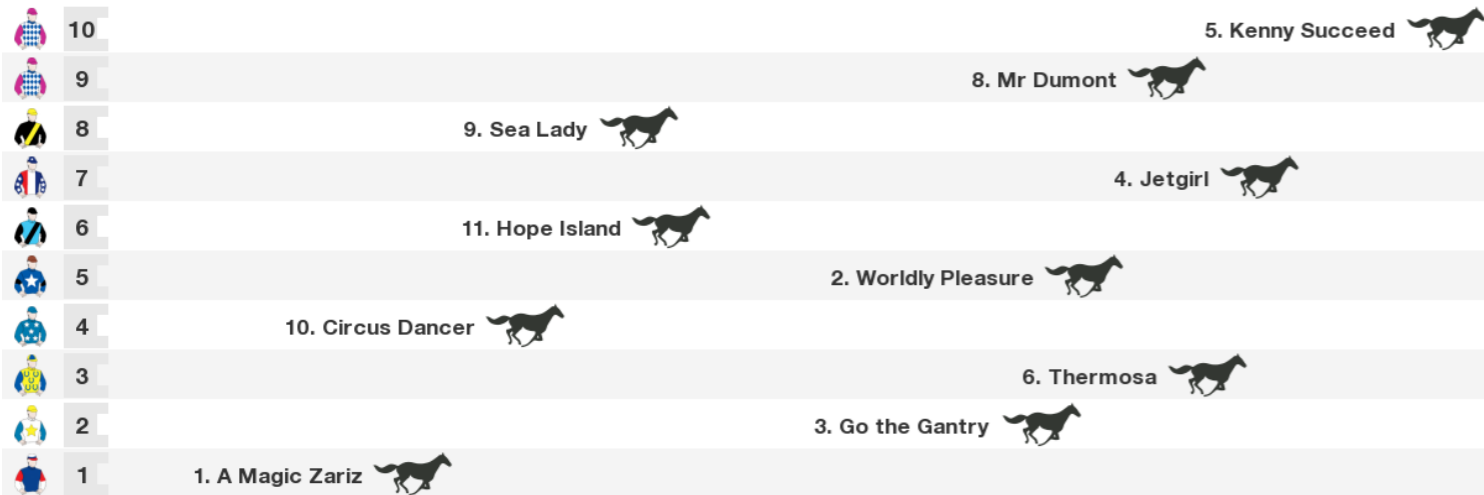 10 5. Kenny Succeed
9 8. Mr Dumont
8 9. Sea Lady
7 4. Jetgirl
6 11. Hope Island
5 2. Worldly Pleasure
4 10. Circus Dancer
3 6. Thermosa
2 3. Go the Gantry
1 1. A Magic Zariz